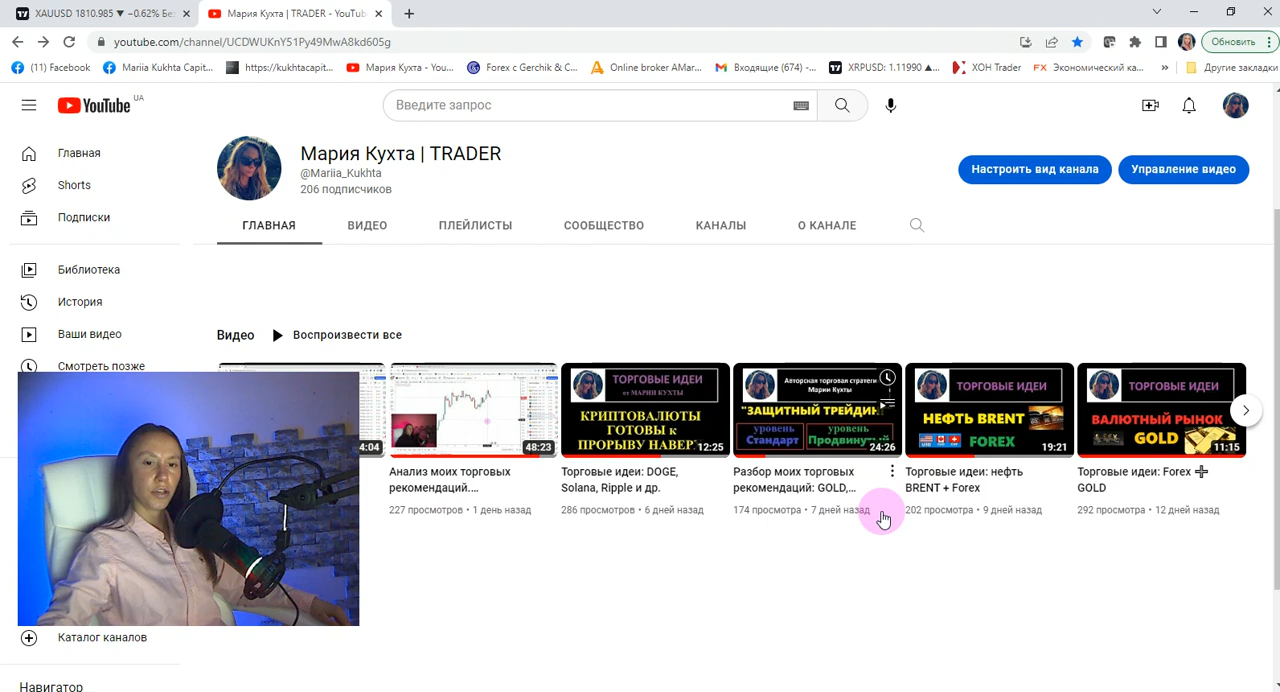 XAUUSD 1810.985 ▼ −0.62% Бе
Мария Кухта | TRADER - YouTub
youtube.com/channel/UCDWUKnY51Py49MwA8kd605g
Обновить
(11) Facebook
Mariia Kukhta Capit...
https://kukhtacapit...
Мария Кухта - You...
Forex c Gerchik & C...
Online broker AMar...
Входящие (674) -...
XRPUSD: 1.11990 ▲...
XOH Trader
FX Экономический ка...
»
Другие закладки
YouTube UA
Введите запрос
Мария Кухта | TRADER
@Mariia_Kukhta
206 подписчиков
Настроить вид канала
Управление видео
ГЛАВНАЯ
ВИДЕО
ПЛЕЙЛИСТЫ
СООБЩЕСТВО
КАНАЛЫ
О КАНАЛЕ
Главная
Shorts
Подписки
Библиотека
История
Ваши видео
Смотреть позже
Каталог каналов
Навигатор
Видео
Воспроизвести все
4:04
48:23
Анализ моих торговых
рекомендаций....
227 просмотров • 1 день назад
ТОРГОВЫЕ ИДЕИ
от МАРИИ КУХТЫ
КРИПТОВАЛЮТЫ
ГОТОВЫ к
ПРОРЫВУ НАВЕР
12:25
Торговые идеи: DOGE,
Solana, Ripple и др.
286 просмотров • 6 дней назад
Авторская торговая стратеги
Марии Кухты
"ЗАЩИТНЫЙ ТРЕЙДИН
уровень
Стандарт
уровень
Продвинутый
24:26
Разбор моих торговых
рекомендаций: GOLD,...
174 просмотра • 7 дней назад
ТОРГОВЫЕ ИДЕИ
НЕФТЬ BRENT
FOREX
19:21
Торговые идеи: нефть
BRENT + Forex
202 просмотра • 9 дней назад
ТОРГОВЫЕ ИДЕИ
ВАЛЮТНЫЙ РЫНОК
GOLD
11:15
Торговые идеи: Forex ➕
GOLD
292 просмотра • 12 дней назад